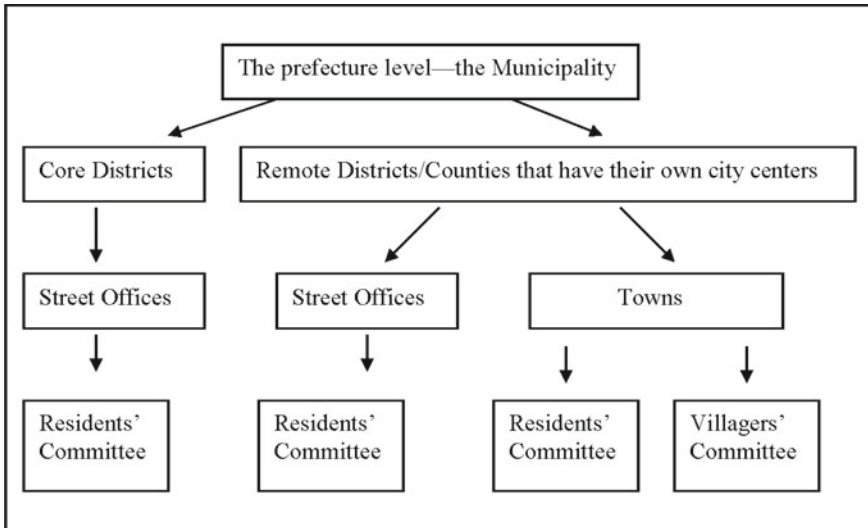 The prefecture level—the Municipality
Core Districts
Remote Districts/Counties that have their own city centers
Street Offices
Street Offices
Towns
Residents’
Committee
Residents’
Committee
Residents’
Committee
Villagers’
Committee